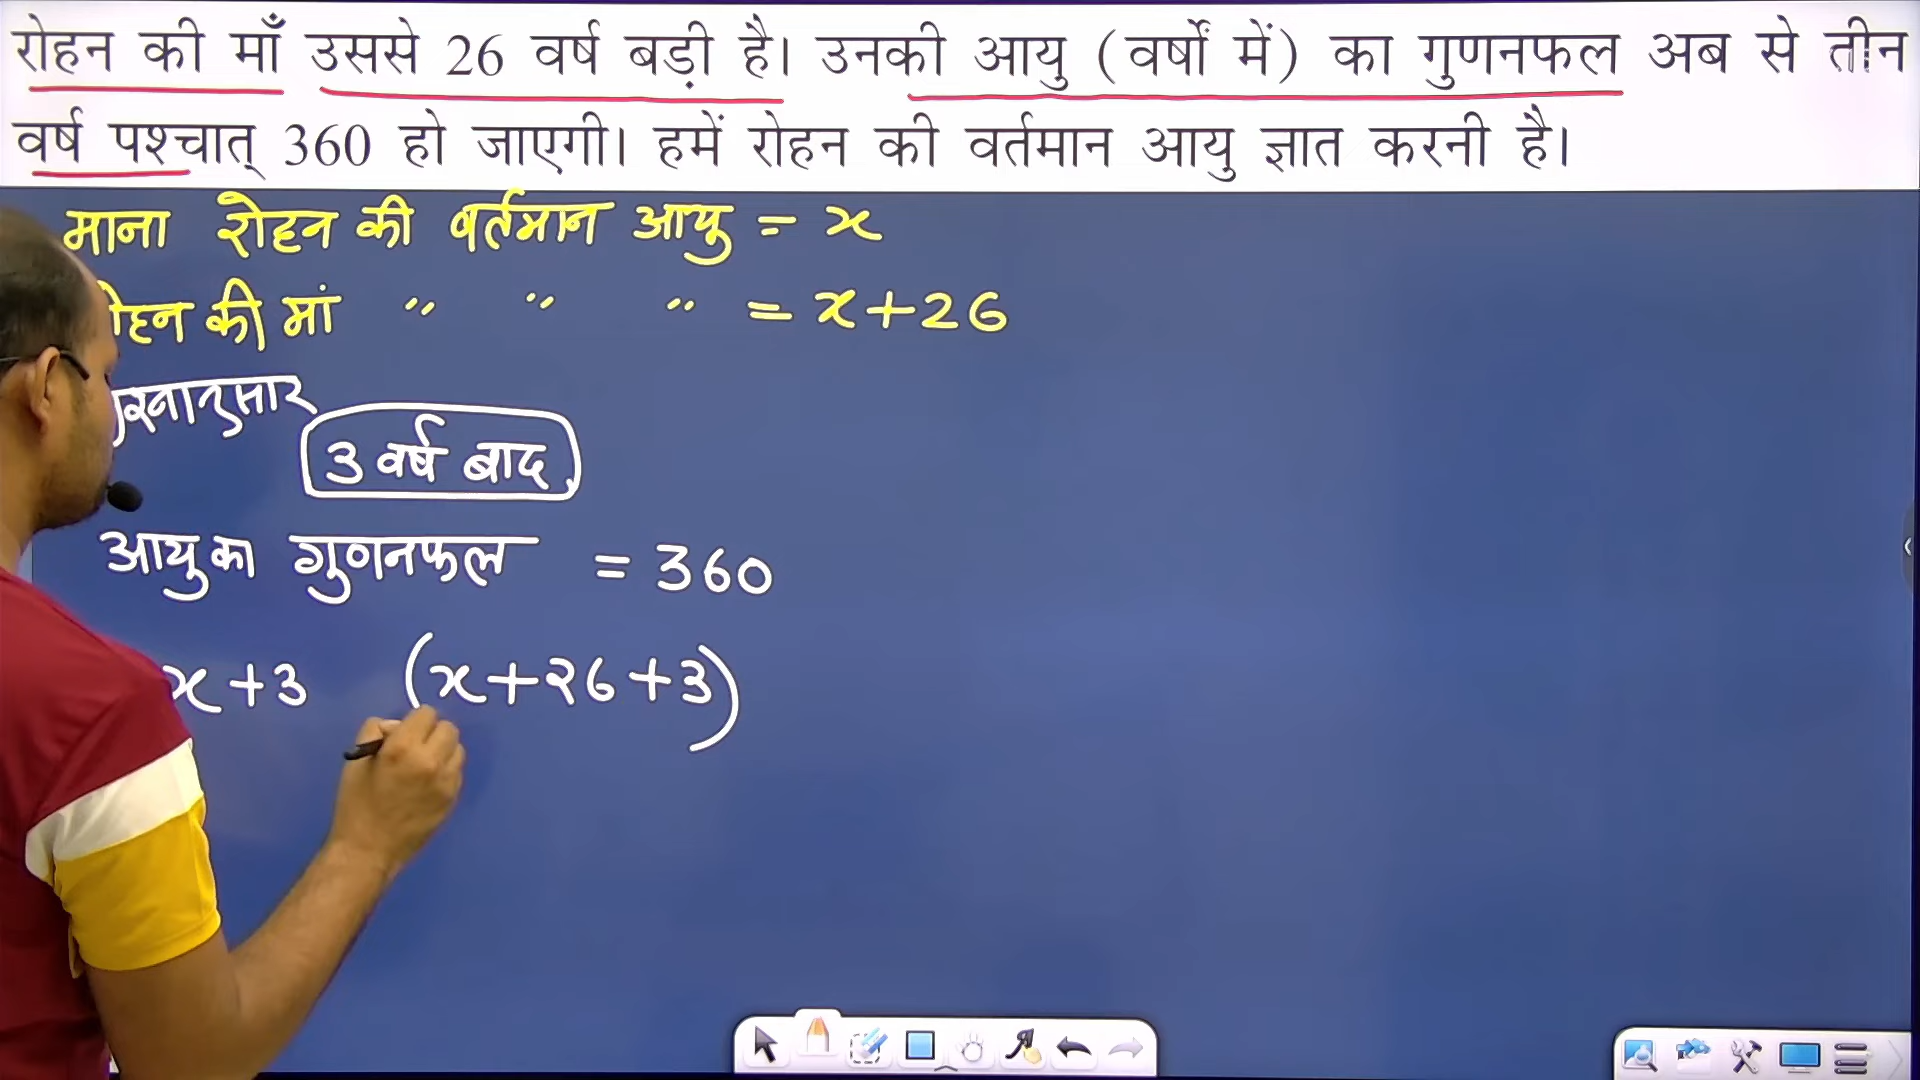 रोहन की माँ उससे 26 वर्ष बड़ी है। उनकी आयु (वर्षों में) का गुणनफल अब से तीन
वर्ष पश्चात् 360 हो जाएगी। हमें रोहन की वर्तमान आयु ज्ञात करनी है।
माना रोहन की वर्तमान आयु = x
रोहन की मां " " " = x+26
प्रश्नानुसार
3 वर्ष बाद
आयु का गुणनफल = 360
x+3 (x+26+3)